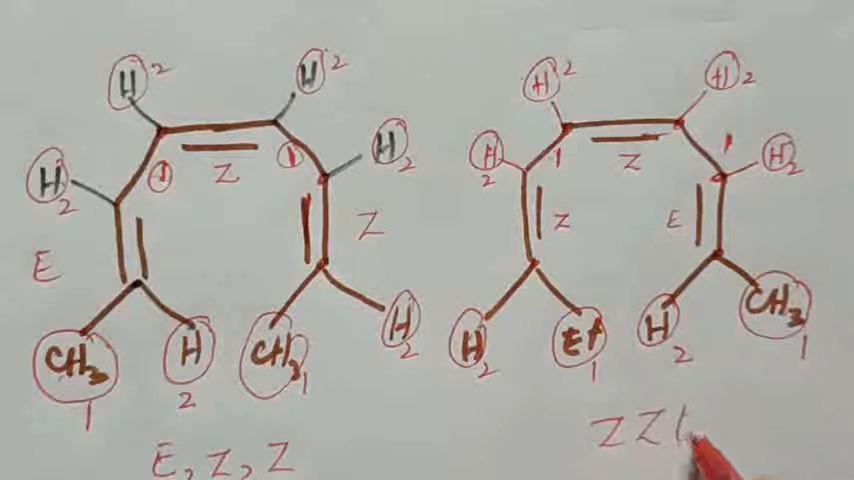 H 2 H 2 H 2 H 2
H 2 1 1 H 2 H 2 1 1 H 2
Z Z
E Z Z E
CH3 H CH3 H 2 H 2 Et H CH3
1 2 1 2 1 2 1
E, Z, Z
Z Z